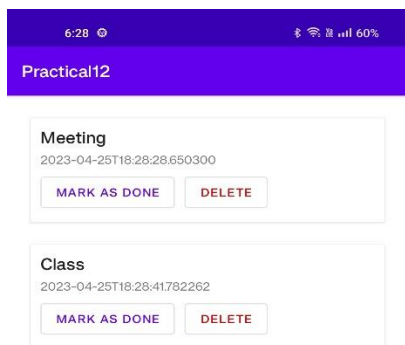 6:28 60%
Practical12
Meeting
2023-04-25T18:28:28.650300
MARK AS DONE DELETE
Class
2023-04-25T18:28:41.782262
MARK AS DONE DELETE